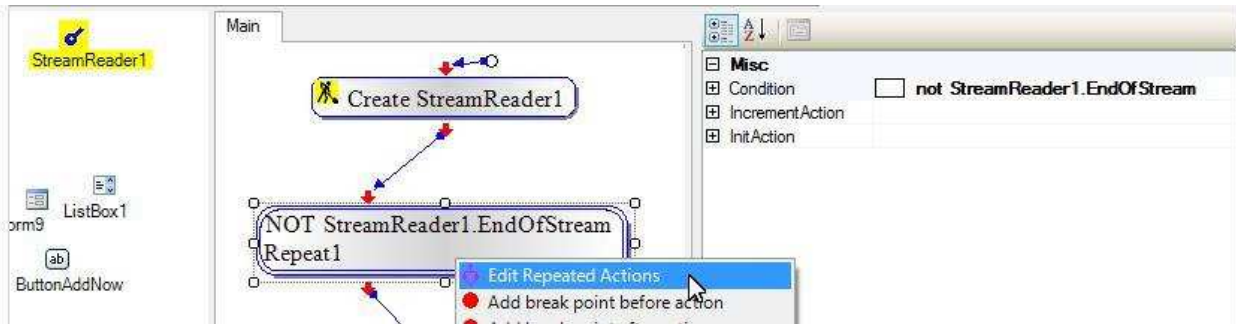 StreamReader1
Main
Create StreamReader1
NOT StreamReader1.EndOfStream
Repeat1
ListBox1
ButtonAddNow
Edit Repeated Actions
Add break point before action
Misc
Condition
not StreamReader1.EndOfStream
IncrementAction
InitAction